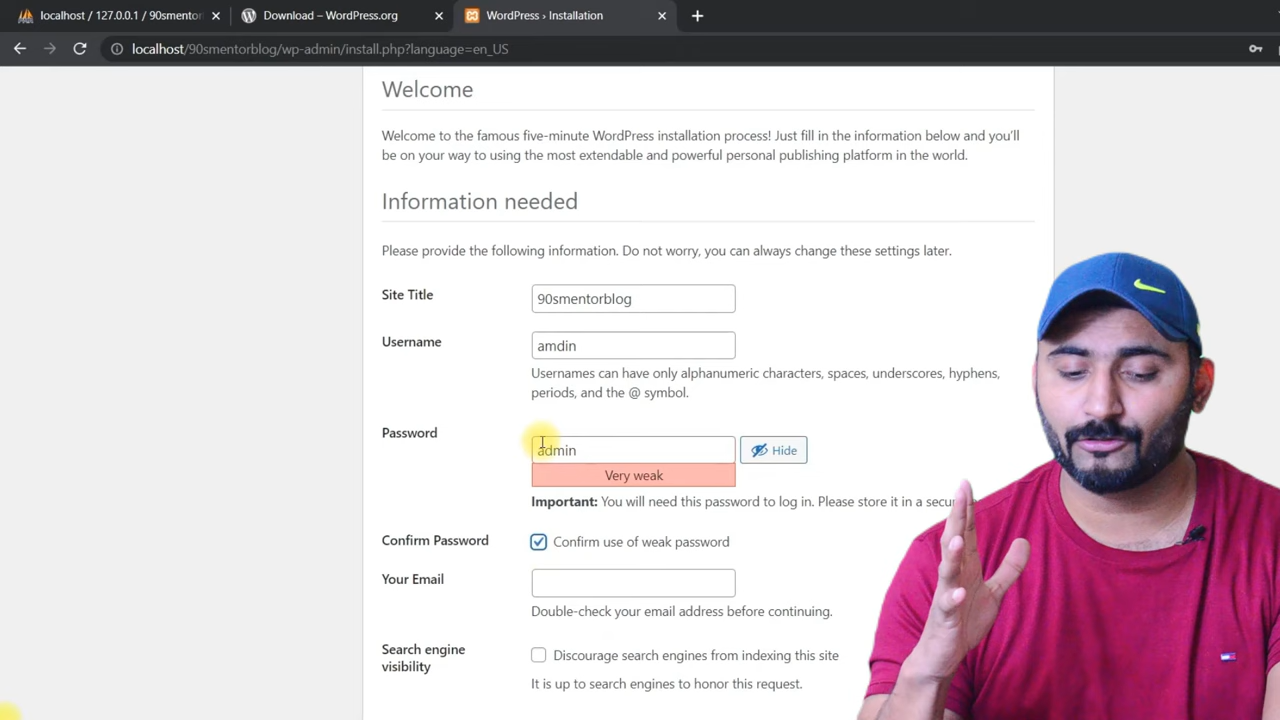 localhost / 127.0.0.1 / 90smentor
Download – WordPress.org
WordPress › Installation
localhost/90smentorblog/wp-admin/install.php?language=en_US
Welcome
Welcome to the famous five-minute WordPress installation process! Just fill in the information below and you'll
be on your way to using the most extendable and powerful personal publishing platform in the world.
Information needed
Please provide the following information. Do not worry, you can always change these settings later.
Site Title
90smentorblog
Username
amdin
Usernames can have only alphanumeric characters, spaces, underscores, hyphens,
periods, and the @ symbol.
Password
admin
Hide
Very weak
Important: You will need this password to log in. Please store it in a
Confirm Password
Confirm use of weak password
Your Email
Double-check your email address before continuing.
Search engine
visibility
Discourage search engines from indexing this site
It is up to search engines to honor this request.